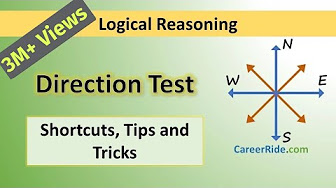 3M+ Views
Logical Reasoning
Direction Test
Shortcuts, Tips and
Tricks
N
W E
S
CareerRide.com